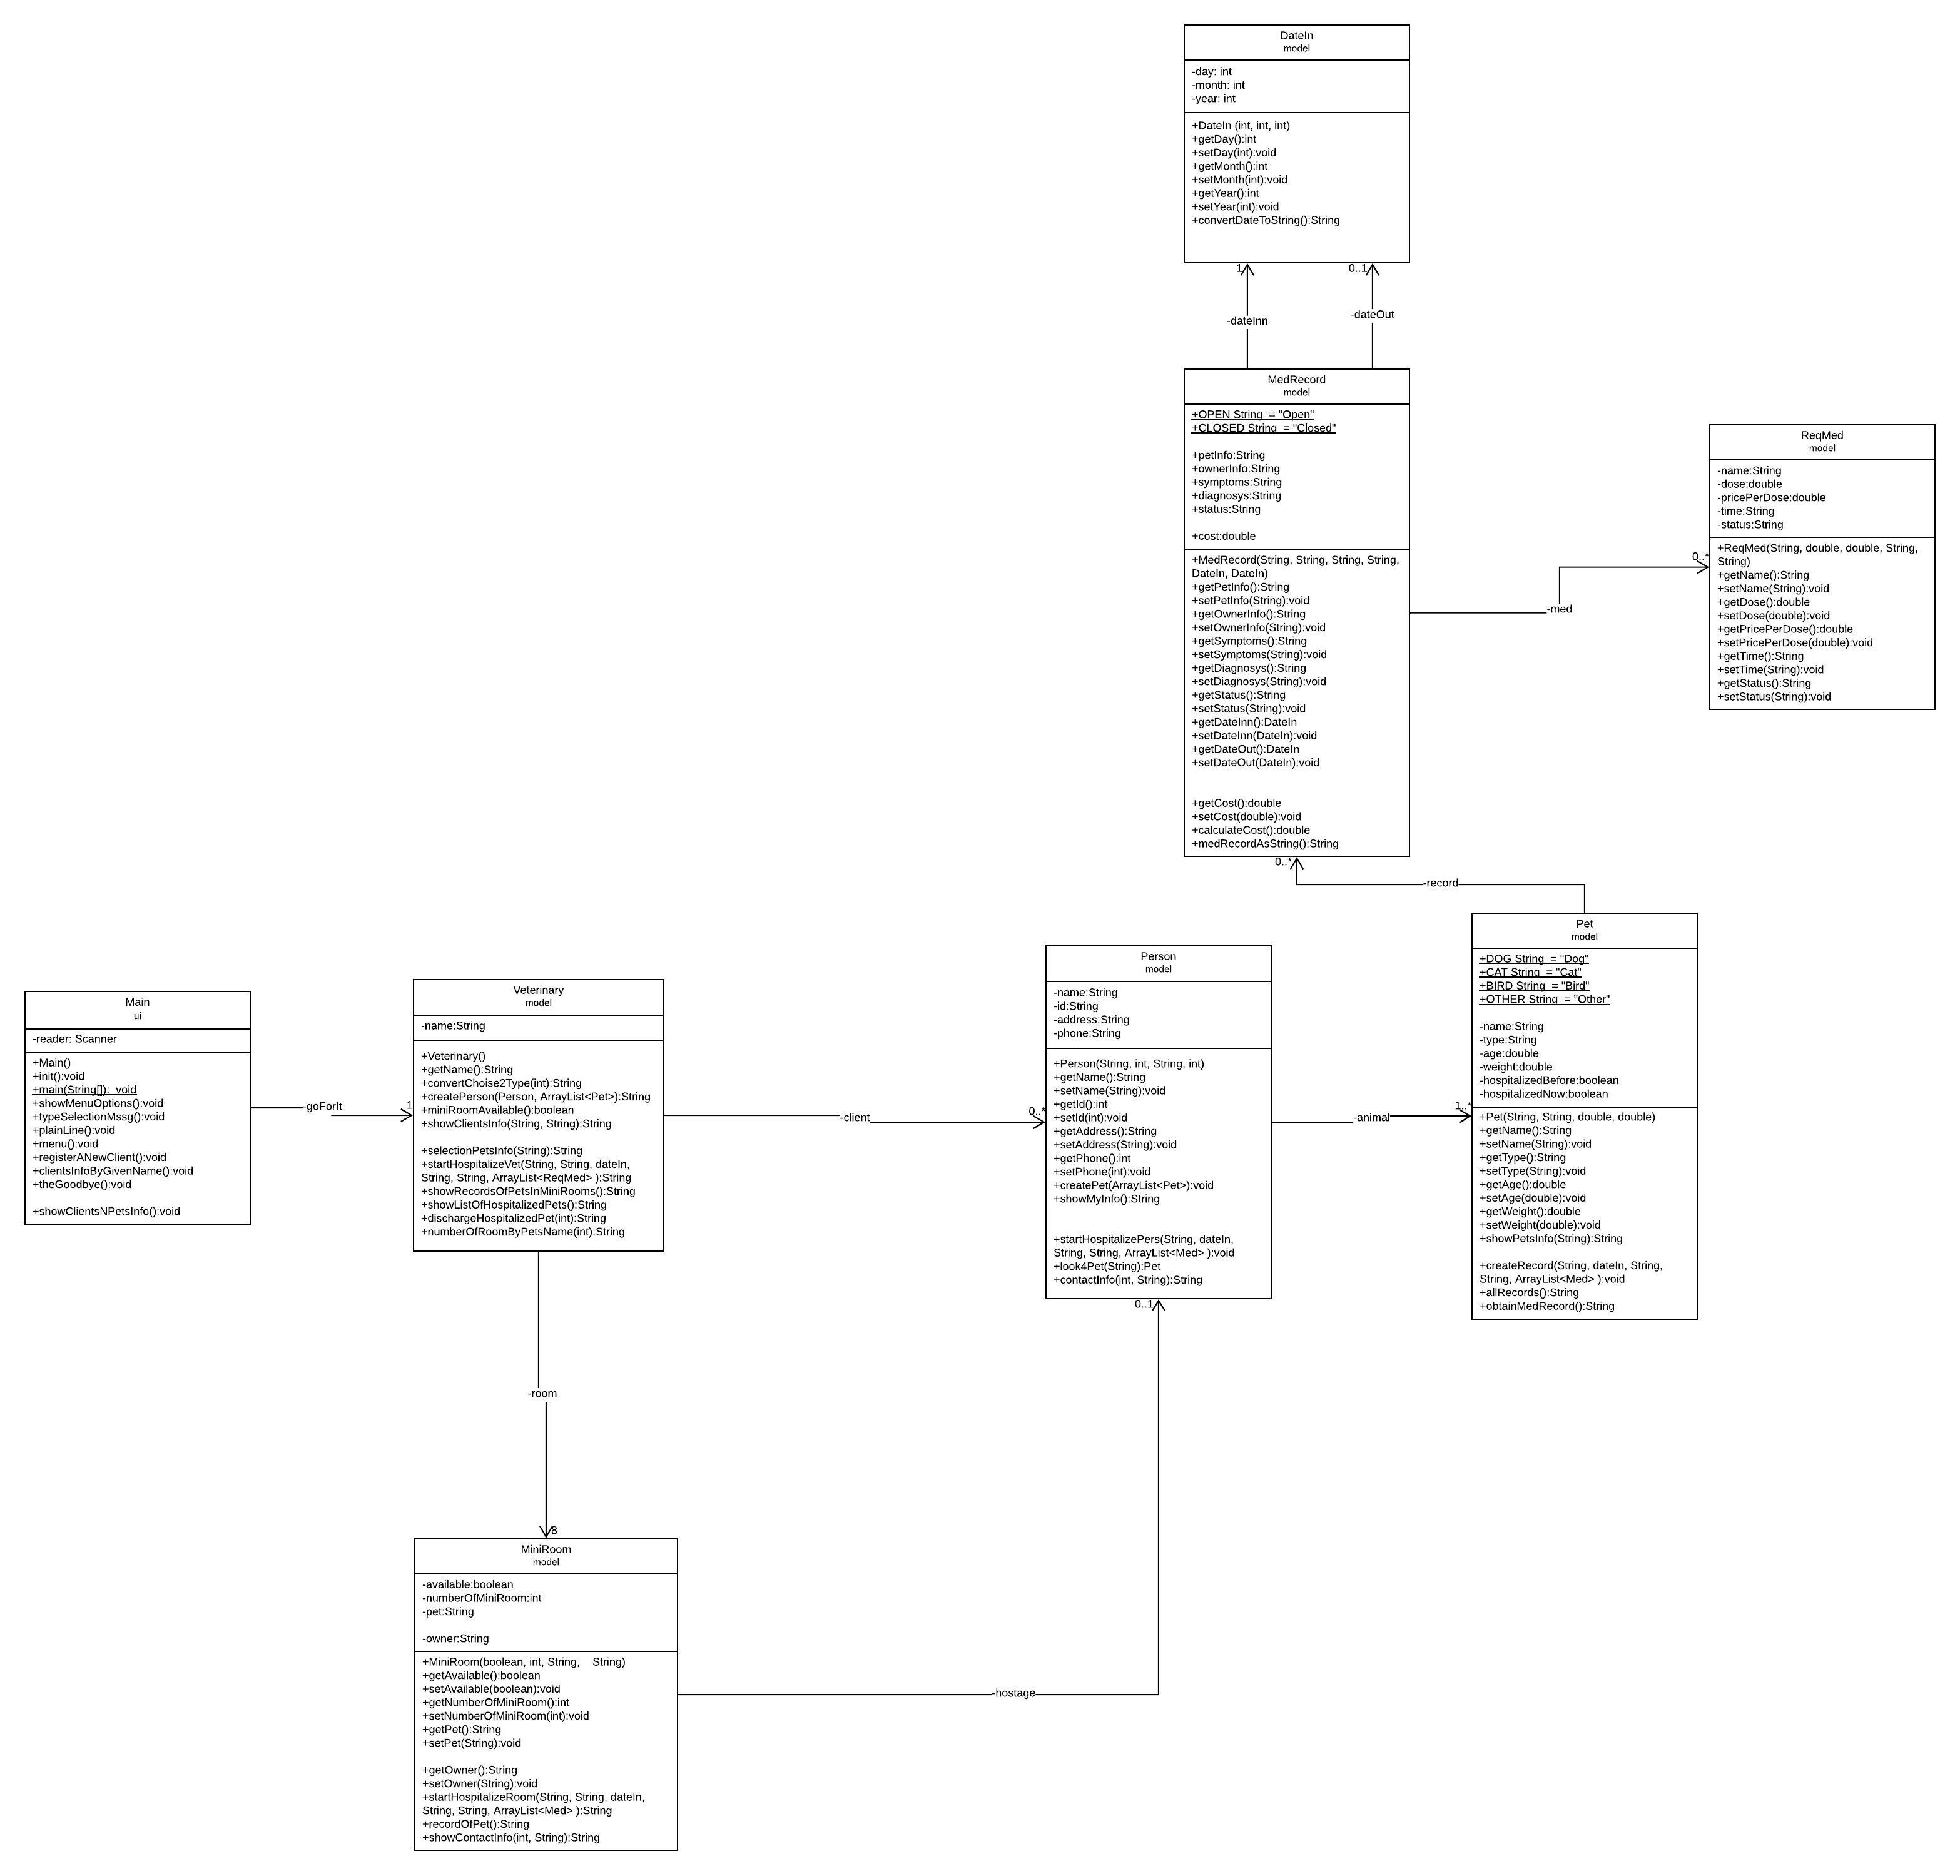 DateIn
model
-day: int
-month: int
-year: int
+DateIn (int, int, int)
+getDay():int
+setDay(int):void
+getMonth():int
+setMonth(int):void
+getYear():int
+setYear(int):void
+convertDateToString():String
1
0..1
-dateInn
-dateOut
MedRecord
model
+OPEN String  = "Open"
+CLOSED String  = "Closed"
+petInfo:String
+ownerInfo:String
+symptoms:String
+diagnosys:String
+status:String
+cost:double
+MedRecord(String, String, String, String,
DateIn, DateIn)
+getPetInfo():String
+setPetInfo(String):void
+getOwnerInfo():String
+setOwnerInfo(String):void
+getSymptoms():String
+setSymptoms(String):void
+getDiagnosys():String
+setDiagnosys(String):void
+getStatus():String
+setStatus(String):void
+getDateInn():DateIn
+setDateInn(DateIn):void
+getDateOut():DateIn
+setDateOut(DateIn):void
+getCost():double
+setCost(double):void
+calculateCost():double
+medRecordAsString():String
-med
0..*
ReqMed
model
-name:String
-dose:double
-pricePerDose:double
-time:String
-status:String
+ReqMed(String, double, double, String,
String)
+getName():String
+setName(String):void
+getDose():double
+setDose(double):void
+getPricePerDose():double
+setPricePerDose(double):void
+getTime():String
+setTime(String):void
+getStatus():String
+setStatus(String):void
0..*
-record
Main
ui
-reader: Scanner
+Main()
+init():void
+main(String[]):  void
+showMenuOptions():void
+typeSelectionMssg():void
+plainLine():void
+menu():void
+registerANewClient():void
+clientsInfoByGivenName():void
+theGoodbye():void
+showClientsNPetsInfo():void
-goForIt
1
Veterinary
model
-name:String
+Veterinary()
+getName():String
+convertChoise2Type(int):String
+createPerson(Person, ArrayList<Pet>):String
+miniRoomAvailable():boolean
+showClientsInfo(String, String):String
+selectionPetsInfo(String):String
+startHospitalizeVet(String, String, dateIn,
String, String, ArrayList<ReqMed> ):String
+showRecordsOfPetsInMiniRooms():String
+showListOfHospitalizedPets():String
+dischargeHospitalizedPet(int):String
+numberOfRoomByPetsName(int):String
-client
0..*
Person
model
-name:String
-id:String
-address:String
-phone:String
+Person(String, int, String, int)
+getName():String
+setName(String):void
+getId():int
+setId(int):void
+getAddress():String
+setAddress(String):void
+getPhone():int
+setPhone(int):void
+createPet(ArrayList<Pet>):void
+showMyInfo():String
+startHospitalizePers(String, dateIn,
String, String, ArrayList<Med> ):void
+look4Pet(String):Pet
+contactInfo(int, String):String
-animal
1..*
Pet
model
+DOG String  = "Dog"
+CAT String  = "Cat"
+BIRD String  = "Bird"
+OTHER String  = "Other"
-name:String
-type:String
-age:double
-weight:double
-hospitalizedBefore:boolean
-hospitalizedNow:boolean
+Pet(String, String, double, double)
+getName():String
+setName(String):void
+getType():String
+setType(String):void
+getAge():double
+setAge(double):void
+getWeight():double
+setWeight(double):void
+showPetsInfo(String):String
+createRecord(String, dateIn, String,
String, ArrayList<Med> ):void
+allRecords():String
+obtainMedRecord():String
0..1
-room
8
MiniRoom
model
-available:boolean
-numberOfMiniRoom:int
-pet:String
-owner:String
+MiniRoom(boolean, int, String,    String)
+getAvailable():boolean
+setAvailable(boolean):void
+getNumberOfMiniRoom():int
+setNumberOfMiniRoom(int):void
+getPet():String
+setPet(String):void
+getOwner():String
+setOwner(String):void
+startHospitalizeRoom(String, String, dateIn,
String, String, ArrayList<Med> ):String
+recordOfPet():String
+showContactInfo(int, String):String
-hostage